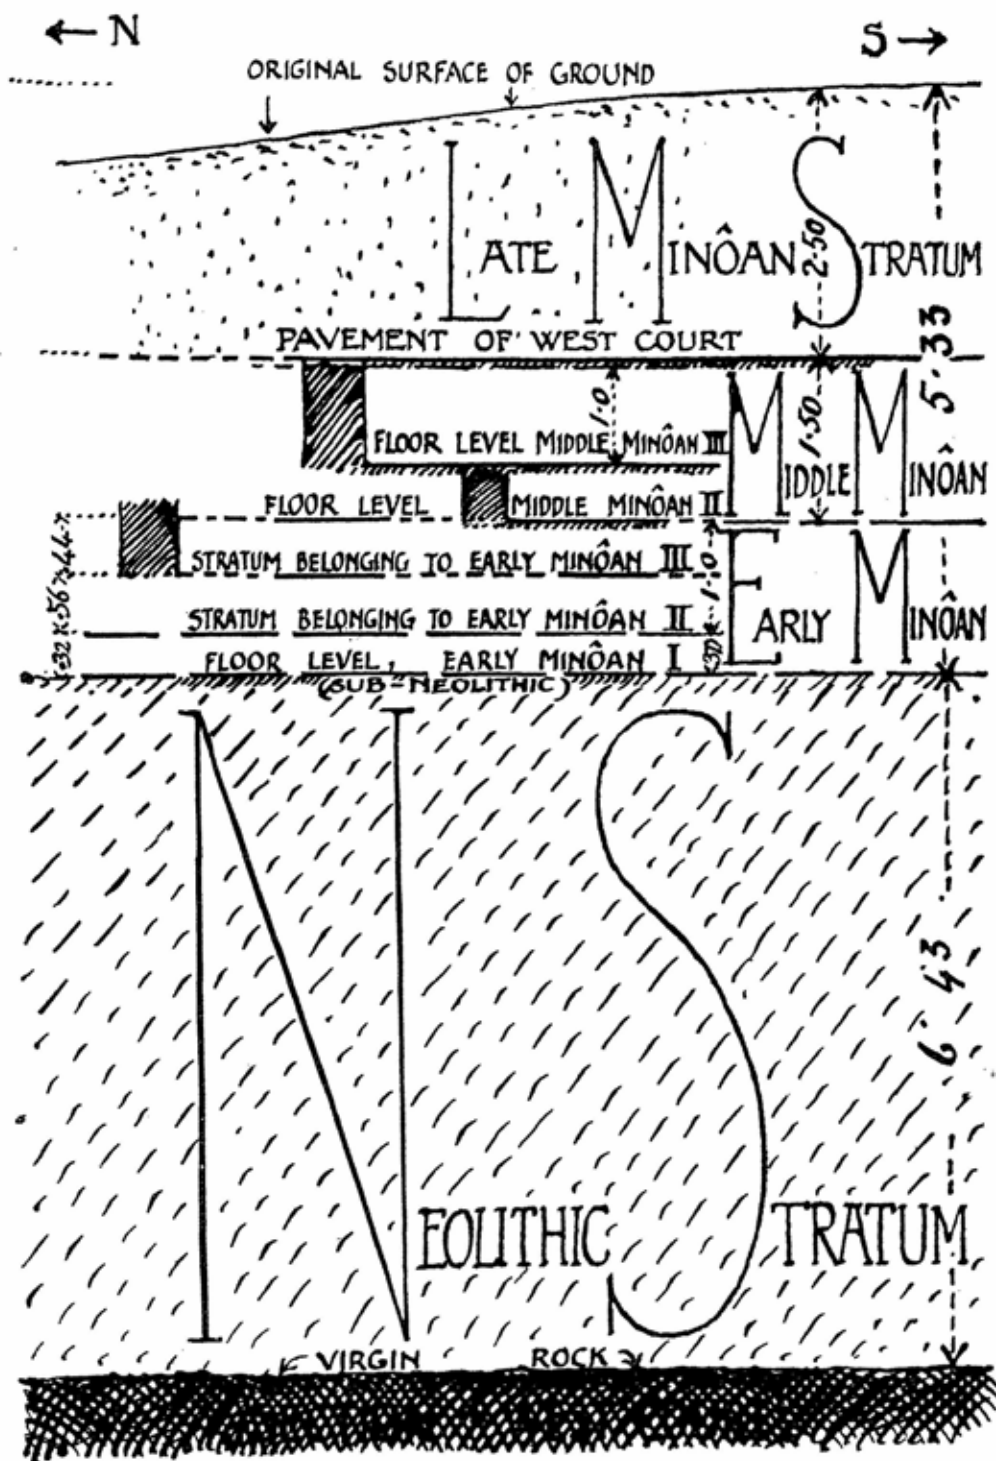 N
S
ORIGINAL SURFACE OF GROUND
LATE MINÔAN STRATUM
2·50
5·33
PAVEMENT OF WEST COURT
1·0
1·50
FLOOR LEVEL MIDDLE MINÔAN III
MIDDLE MINÔAN
FLOOR LEVEL MIDDLE MINÔAN II
·44
STRATUM BELONGING TO EARLY MINÔAN III
·56
1·0
EARLY MINÔAN
STRATUM BELONGING TO EARLY MINÔAN II
·32
FLOOR LEVEL, EARLY MINÔAN I
(SUB-NEOLITHIC)
6·43
NEOLITHIC STRATUM
VIRGIN ROCK